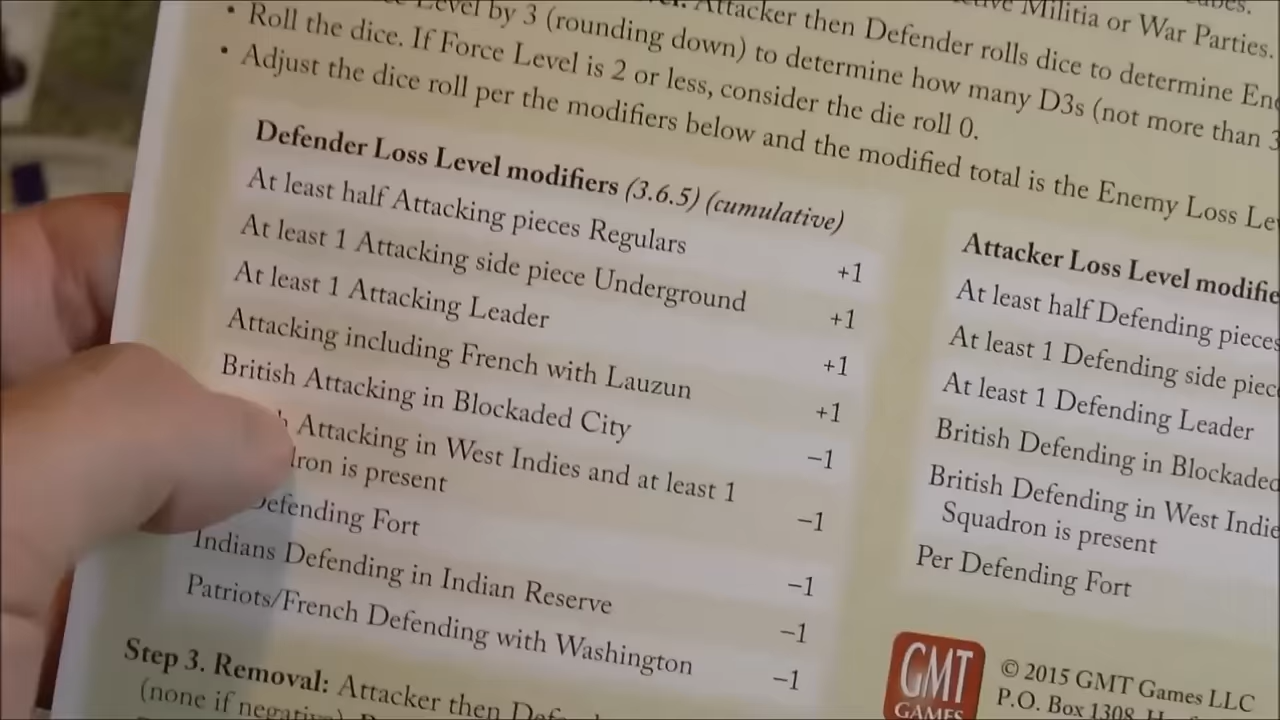 Level by 3 (rounding down) to determine how many D3s (not more than 3
Attacker then Defender rolls dice to determine
Militia or War Parties.
• Roll the dice. If Force Level is 2 or less, consider the die roll 0.
• Adjust the dice roll per the modifiers below and the modified total is the Enemy Loss
Defender Loss Level modifiers (3.6.5) (cumulative)
At least half Attacking pieces Regulars +1
At least 1 Attacking side piece Underground +1
At least 1 Attacking Leader +1
Attacking including French with Lauzun +1
British Attacking in Blockaded City –1
Attacking in West Indies and at least 1
is present –1
Defending Fort –1
Indians Defending in Indian Reserve –1
Patriots/French Defending with Washington –1
Attacker Loss Level
At least half Defending pieces
At least 1 Defending side
At least 1 Defending Leader
British Defending in Blockaded
British Defending in West
Squadron is present
Per Defending Fort
Step 3. Removal: Attacker then
(none if negative).
GMT
GAMES
© 2015 GMT Games LLC
P.O. Box 1308,